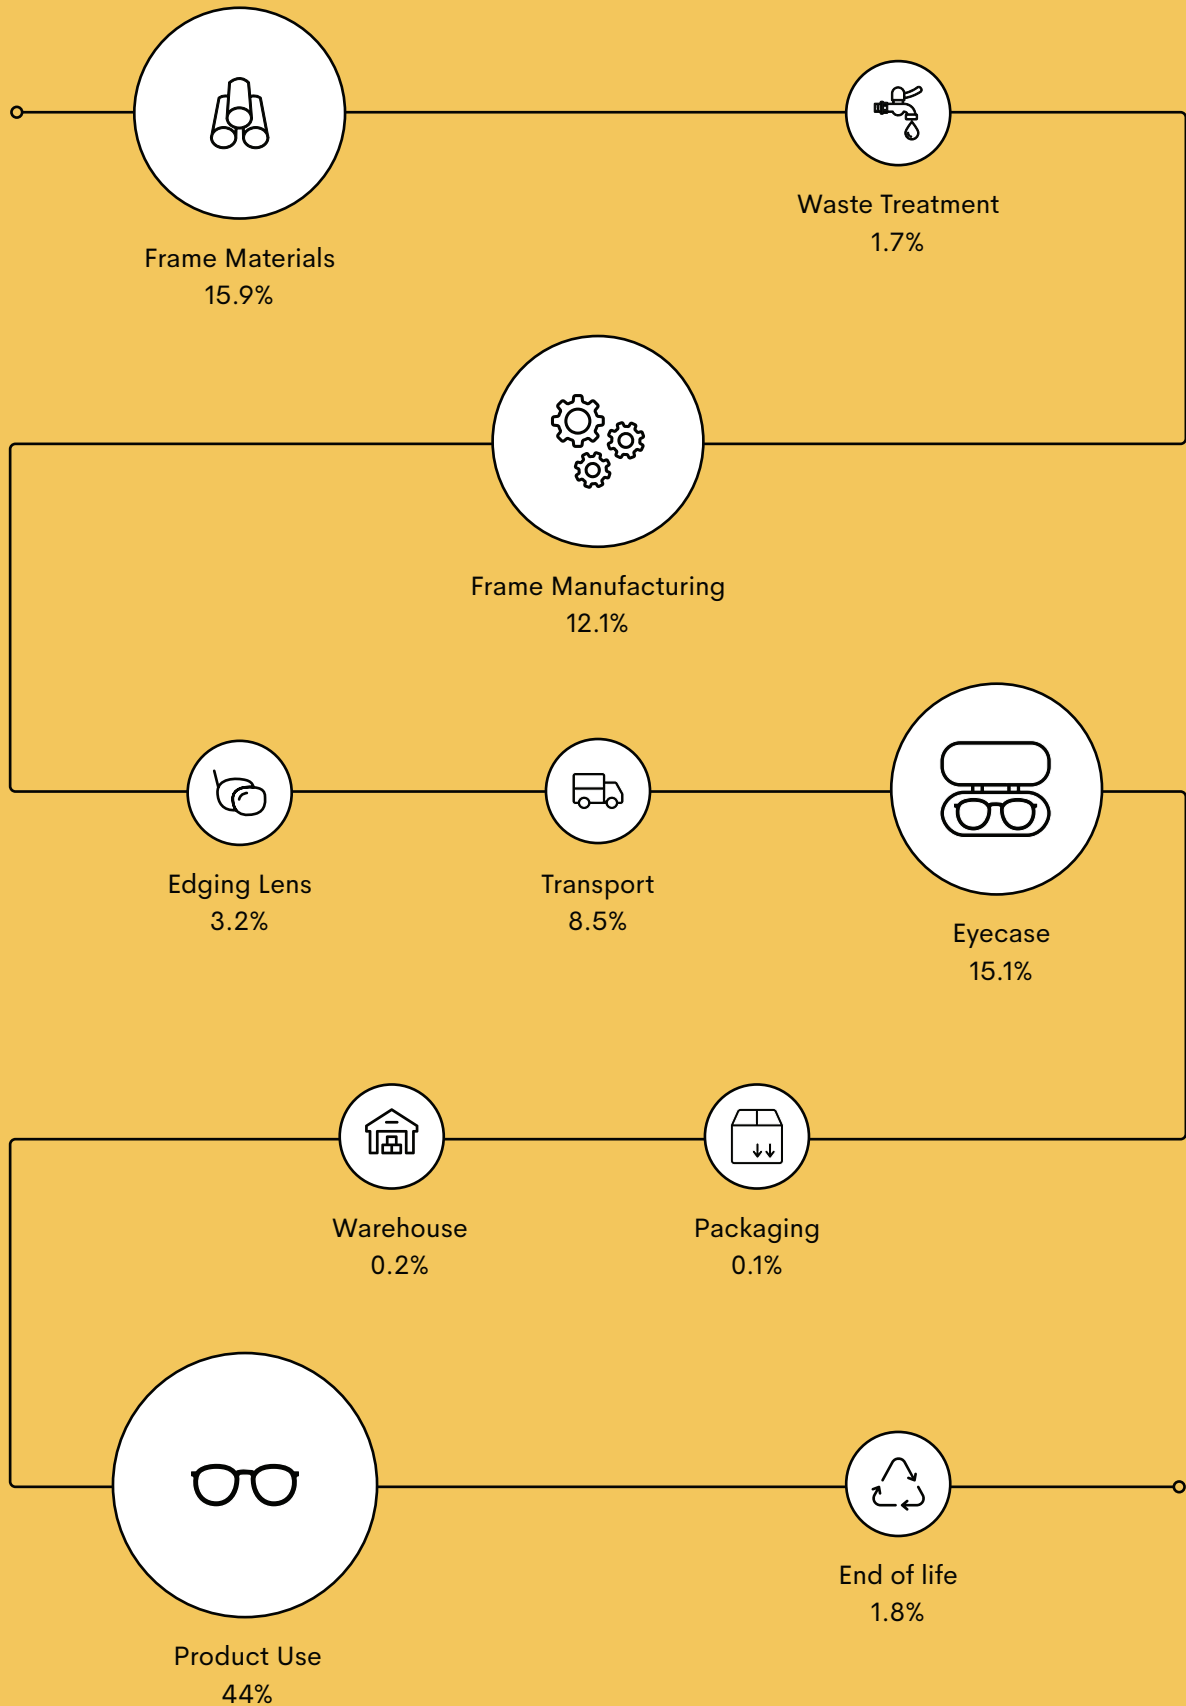 Frame Materials
15.9%
Waste Treatment
1.7%
Frame Manufacturing
12.1%
Edging Lens
3.2%
Transport
8.5%
Eyecase
15.1%
Warehouse
0.2%
Packaging
0.1%
Product Use
44%
End of life
1.8%